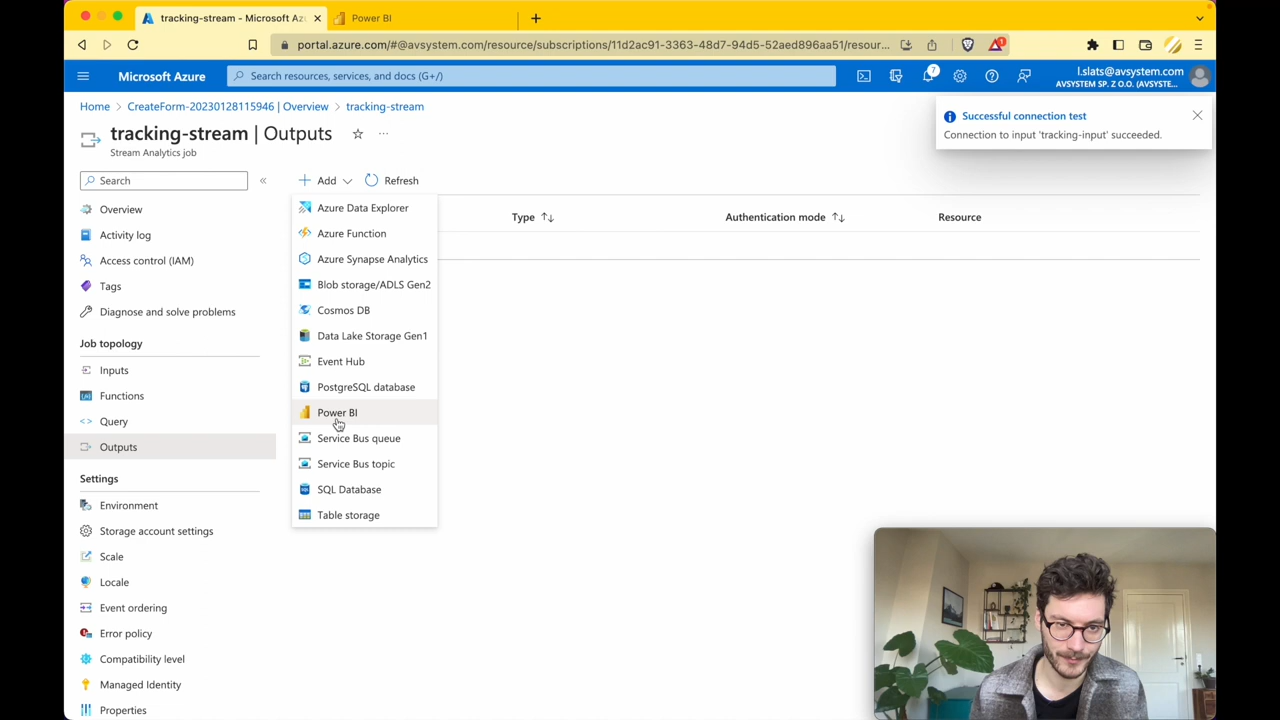 tracking-stream - Microsoft Az
Power BI
portal.azure.com/#@avsystem.com/resource/subscriptions/11d2ac91-3363-48d7-94d5-52aed896aa51/resour...
1
Microsoft Azure
Search resources, services, and docs (G+/)
7
l.slats@avsystem.com
AVSYSTEM SP. Z O.O. (AVSYSTE...
Home > CreateForm-20230128115946 | Overview > tracking-stream
tracking-stream | Outputs
Stream Analytics job
Successful connection test
Connection to input 'tracking-input' succeeded.
Search
Add
Refresh
Overview
Activity log
Access control (IAM)
Tags
Diagnose and solve problems
Job topology
Inputs
Functions
Query
Outputs
Settings
Environment
Storage account settings
Scale
Locale
Event ordering
Error policy
Compatibility level
Managed Identity
Properties
Azure Data Explorer
Azure Function
Azure Synapse Analytics
Blob storage/ADLS Gen2
Cosmos DB
Data Lake Storage Gen1
Event Hub
PostgreSQL database
Power BI
Service Bus queue
Service Bus topic
SQL Database
Table storage
Type
Authentication mode
Resource